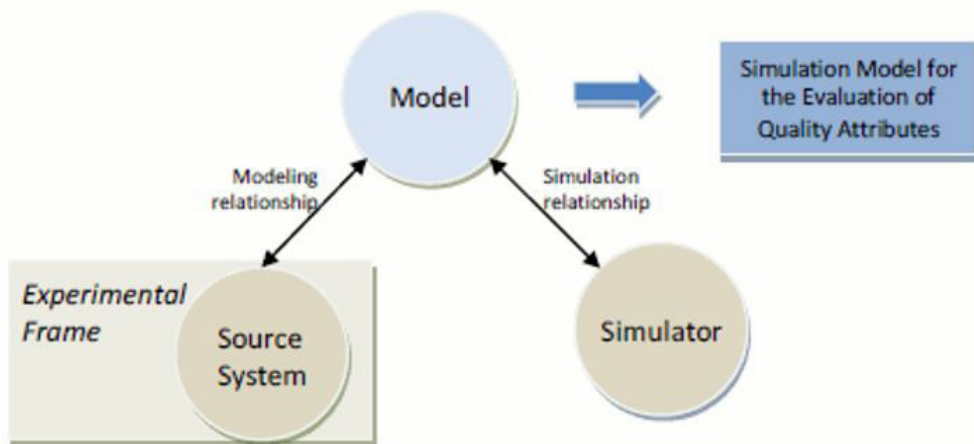 Model
Simulation Model for
the Evaluation of
Quality Attributes
Modeling
relationship
Simulation
relationship
Experimental
Frame
Source
System
Simulator